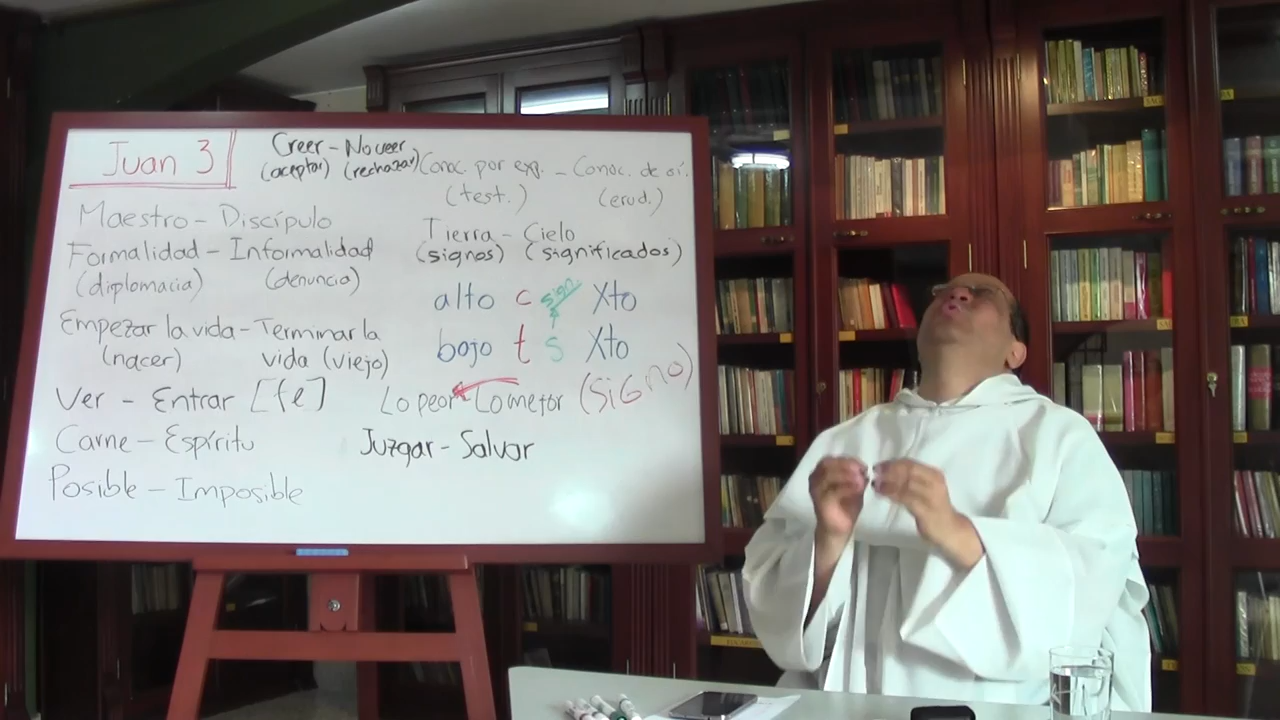 Juan 3
Creer - No creer
(aceptar) (rechazar)
Conoc. por exp. - Conoc. de oí.
(test.) (erud.)
Maestro - Discípulo
Formalidad - Informalidad
(diplomacia) (denuncia)
Empezar la vida - Terminar la
(nacer) vida (viejo)
Ver - Entrar [fe]
Carne - Espíritu
Posible - Imposible
Tierra - Cielo
(signos) (significados)
alto c sign. Xto
bajo t s Xto
Lo peor Lo mejor (signo)
Juzgar - Salvar